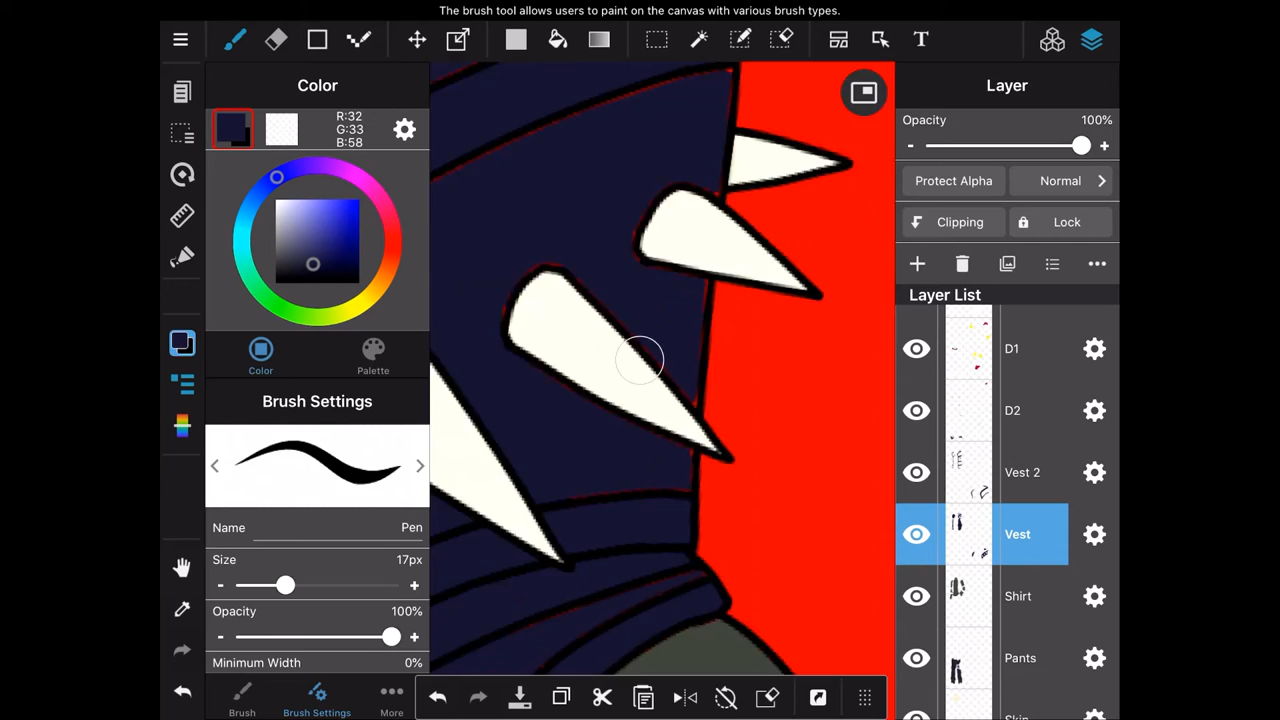 The brush tool allows users to paint on the canvas with various brush types.
T
Color
R:32
G:33
B:58
Color
Palette
Brush Settings
Name
Pen
Size
17px
-
+
Opacity
100%
-
+
Minimum Width
0%
Brush
Brush Settings
More
Layer
Opacity
100%
-
+
Protect Alpha
Normal
Clipping
Lock
Layer List
D1
D2
Vest 2
Vest
Shirt
Pants